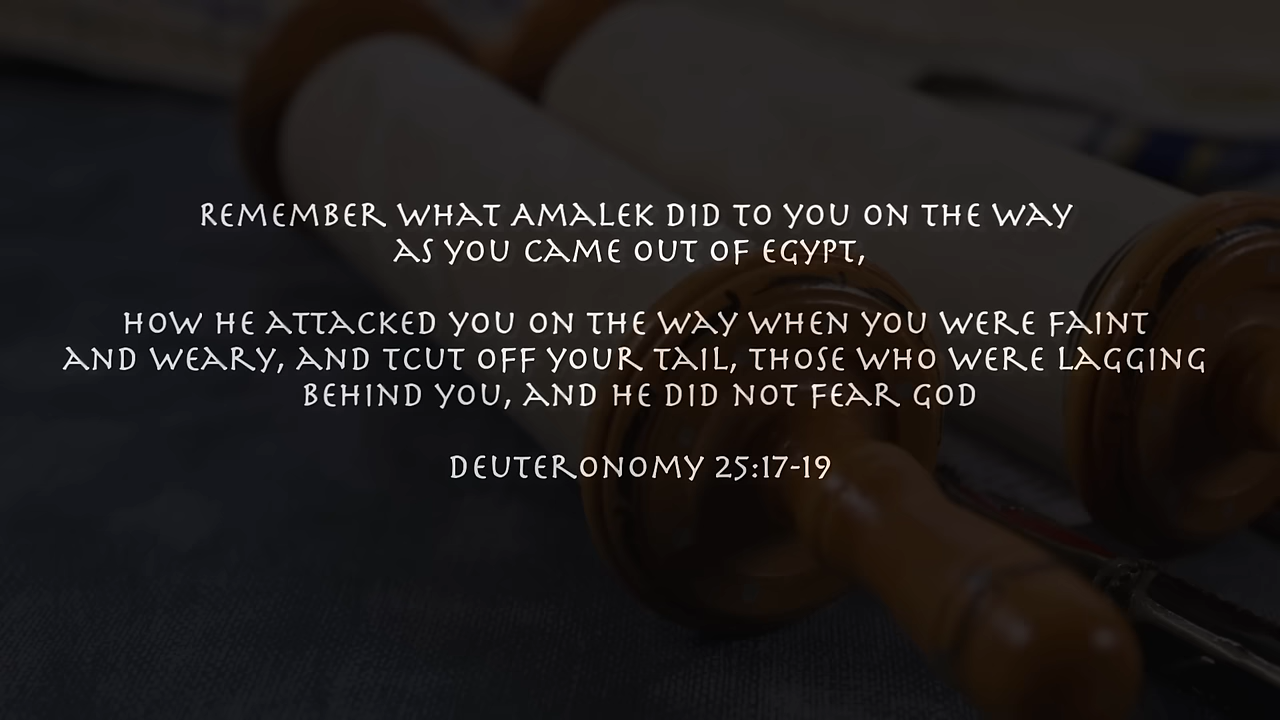 REMEMBER WHAT AMALEK DID TO YOU ON THE WAY
AS YOU CAME OUT OF EGYPT,
HOW HE ATTACKED YOU ON THE WAY WHEN YOU WERE FAINT
AND WEARY, AND TCUT OFF YOUR TAIL, THOSE WHO WERE LAGGING
BEHIND YOU, AND HE DID NOT FEAR GOD
DEUTERONOMY 25:17-19